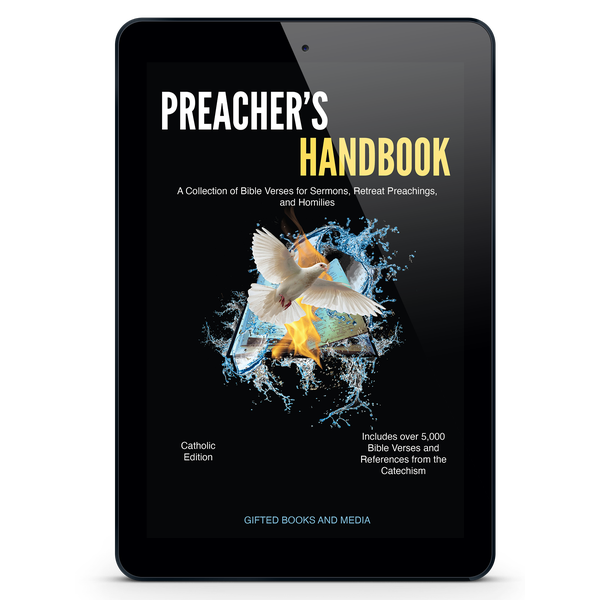 PREACHER'S
HANDBOOK
A Collection of Bible Verses for Sermons, Retreat Preachings,
and Homilies
Catholic
Edition
Includes over 5,000
Bible Verses and
References from the
Catechism
GIFTED BOOKS AND MEDIA